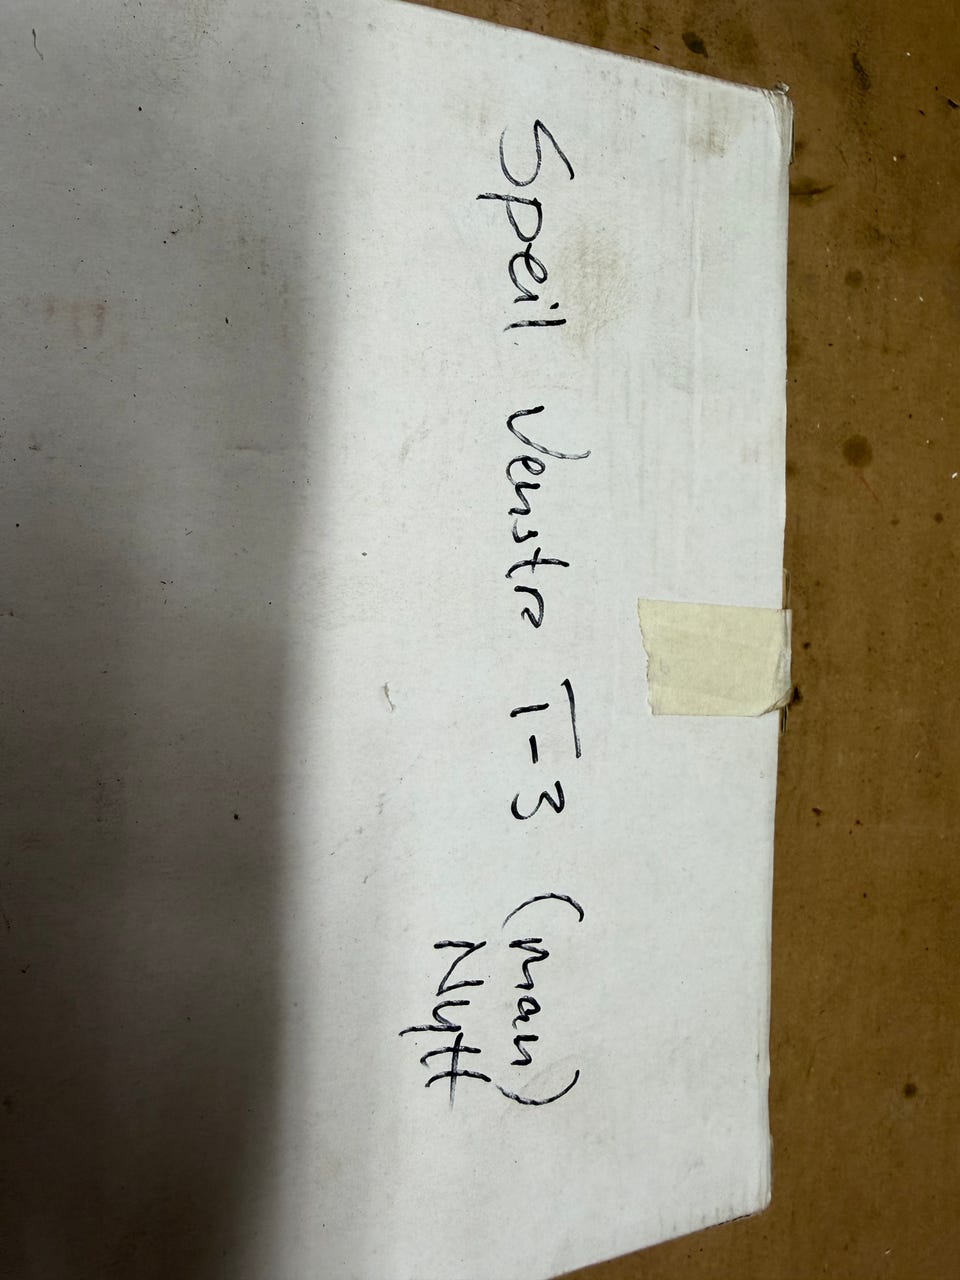 Speil Venstre T-3 (man)
Nytt